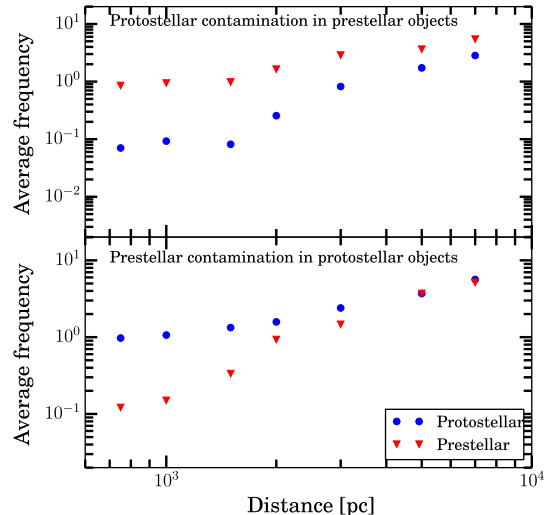 Protostellar contamination in prestellar objects
Average frequency
10^1
10^0
10^-1
10^-2
Prestellar contamination in protostellar objects
Average frequency
10^1
10^0
10^-1
Protostellar
Prestellar
10^3
10^4
Distance [pc]